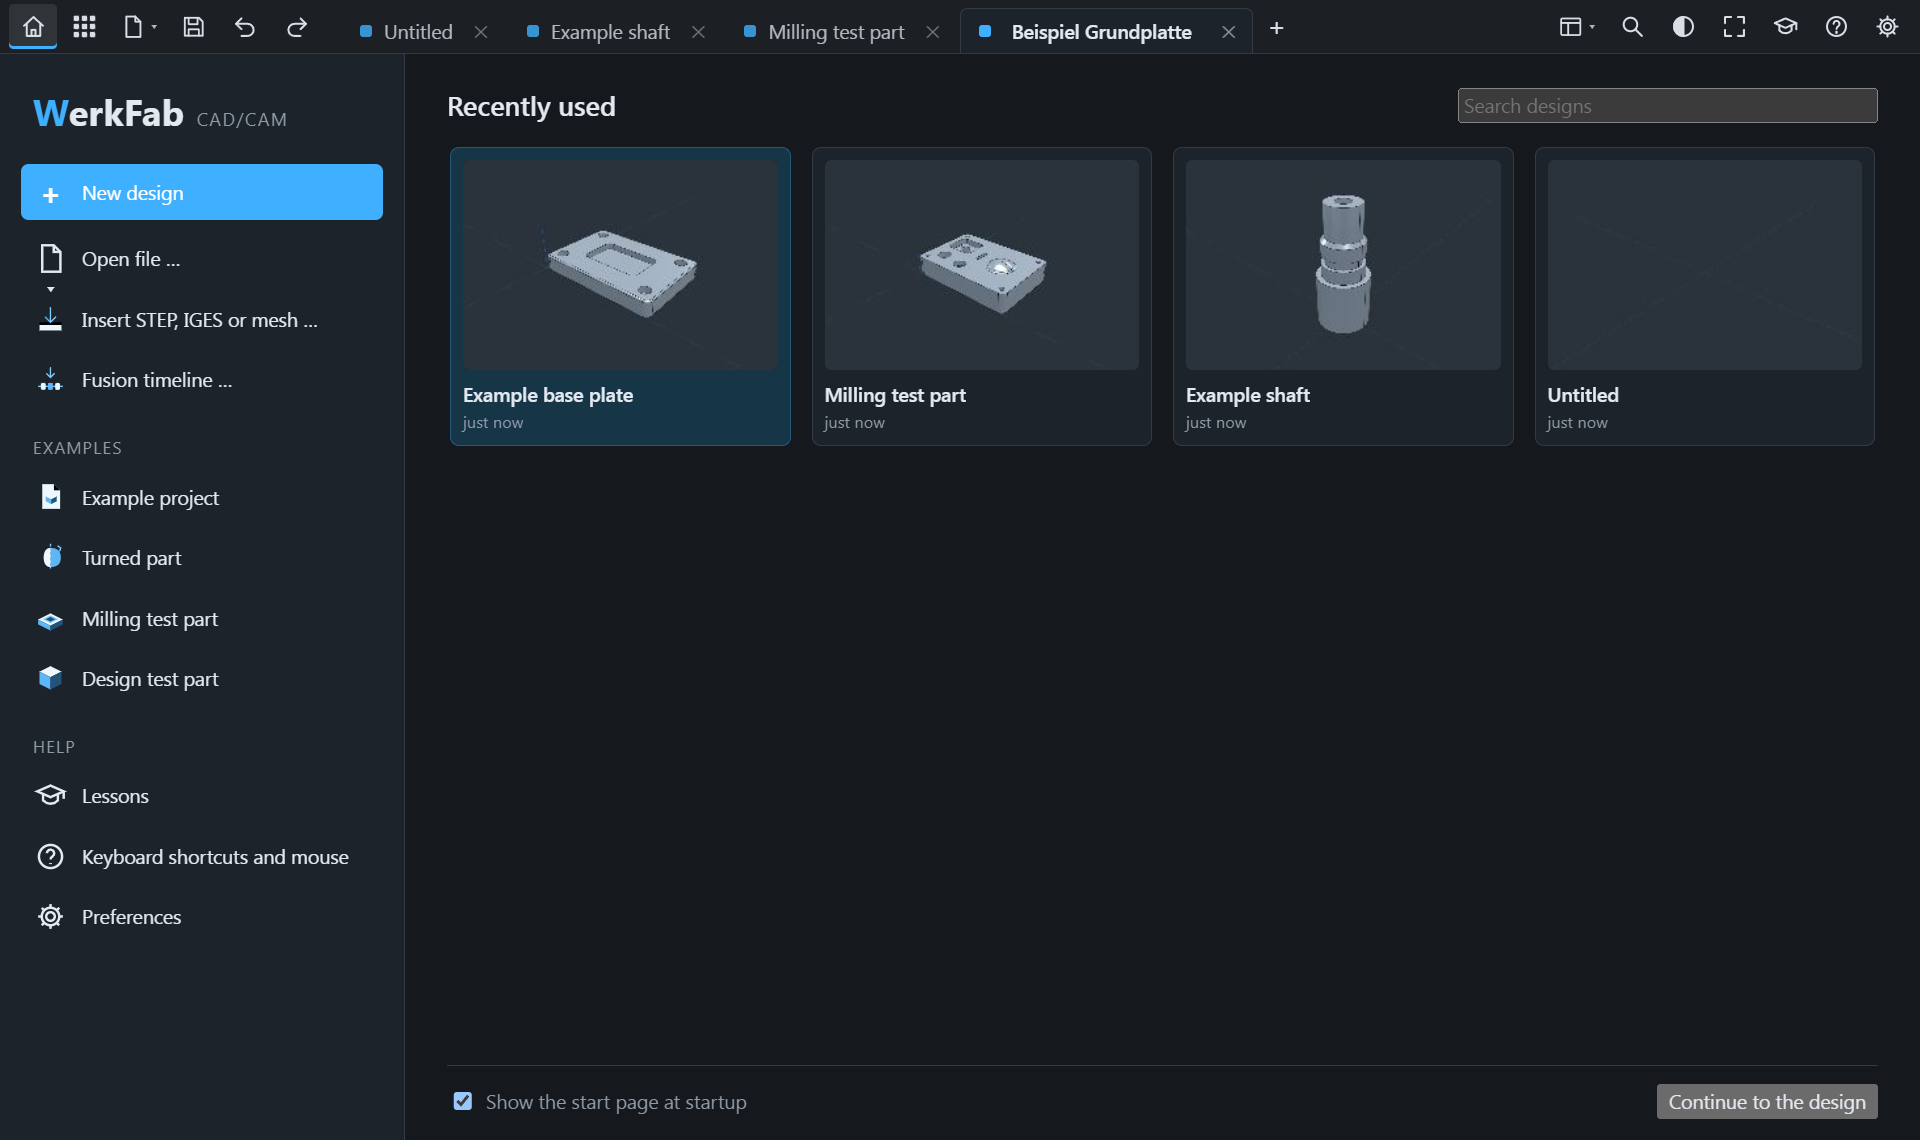 Untitled
Example shaft
Milling test part
Beispiel Grundplatte
WerkFab CAD/CAM
New design
Open file ...
Insert STEP, IGES or mesh ...
Fusion timeline ...
EXAMPLES
Example project
Turned part
Milling test part
Design test part
HELP
Lessons
Keyboard shortcuts and mouse
Preferences
Recently used
Search designs
Example base plate
just now
Milling test part
just now
Example shaft
just now
Untitled
just now
Show the start page at startup
Continue to the design